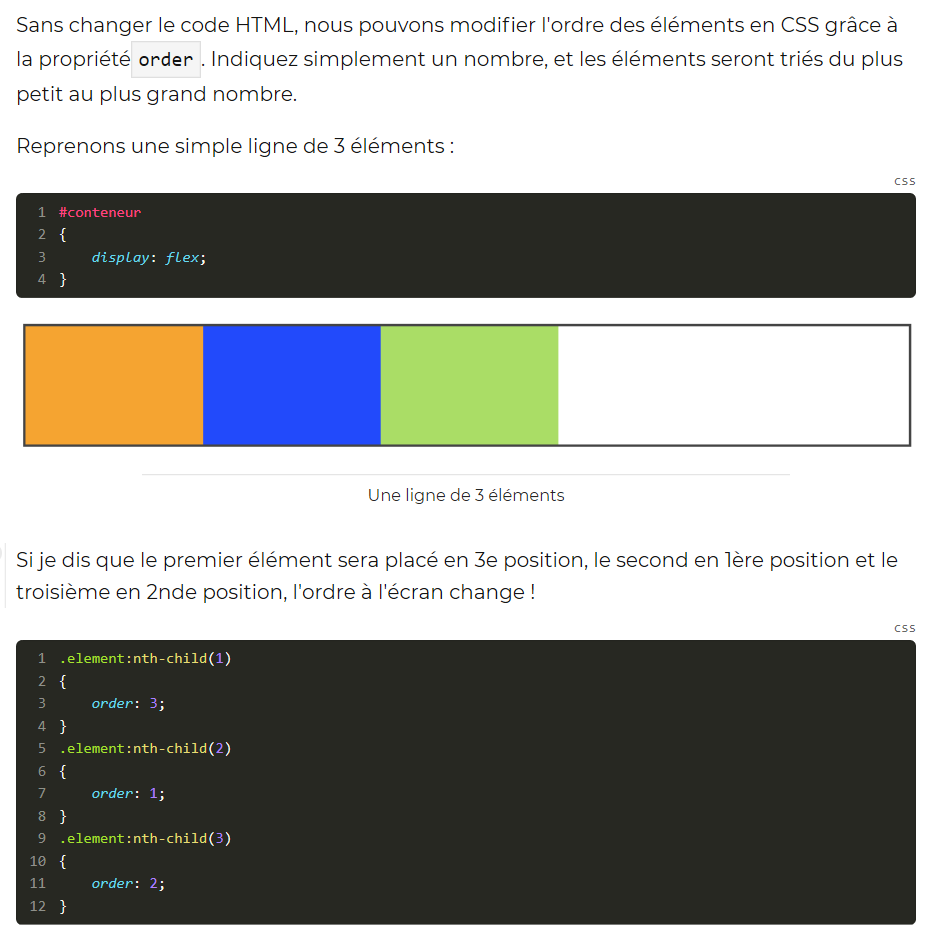 Sans changer le code HTML, nous pouvons modifier l'ordre des éléments en CSS grâce à
la propriété order. Indiquez simplement un nombre, et les éléments seront triés du plus
petit au plus grand nombre.
Reprenons une simple ligne de 3 éléments :
css
1 #conteneur
2 {
3 display: flex;
4 }
Une ligne de 3 éléments
Si je dis que le premier élément sera placé en 3e position, le second en 1ère position et le
troisième en 2nde position, l'ordre à l'écran change !
css
1 .element:nth-child(1)
2 {
3 order: 3;
4 }
5 .element:nth-child(2)
6 {
7 order: 1;
8 }
9 .element:nth-child(3)
10 {
11 order: 2;
12 }